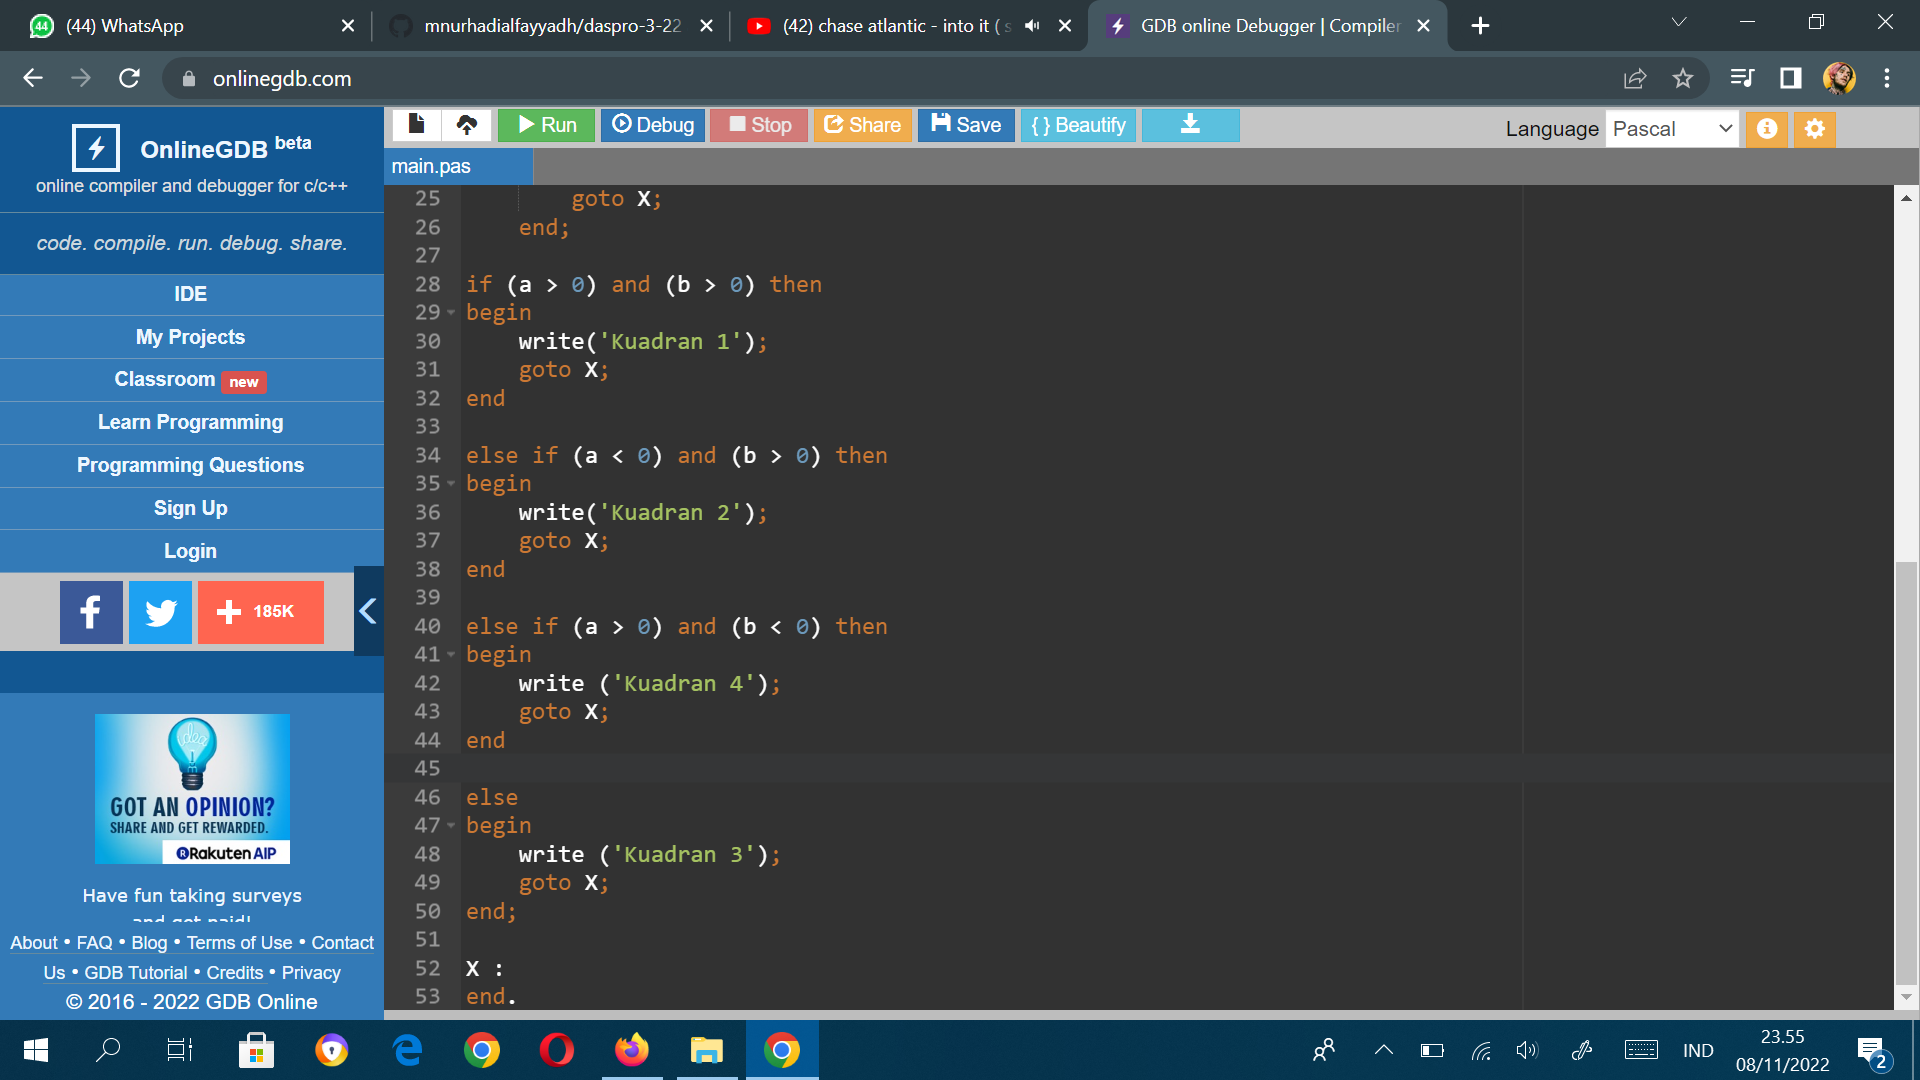 (44) WhatsApp
mnurhadialfayyadh/daspro-3-22
(42) chase atlantic - into it ( s
GDB online Debugger | Compiler
onlinegdb.com
OnlineGDB beta
online compiler and debugger for c/c++
code. compile. run. debug. share.
IDE
My Projects
Classroom new
Learn Programming
Programming Questions
Sign Up
Login
f
185K
idea
GOT AN OPINION?
SHARE AND GET REWARDED.
Rakuten AIP
Have fun taking surveys
and get paid!
About • FAQ • Blog • Terms of Use • Contact
Us • GDB Tutorial • Credits • Privacy
© 2016 - 2022 GDB Online
Run
Debug
Stop
Share
Save
{ } Beautify
Language Pascal
main.pas
25 goto X;
26 end;
27
28 if (a > 0) and (b > 0) then
29 begin
30 write('Kuadran 1');
31 goto X;
32 end
33
34 else if (a < 0) and (b > 0) then
35 begin
36 write('Kuadran 2');
37 goto X;
38 end
39
40 else if (a > 0) and (b < 0) then
41 begin
42 write ('Kuadran 4');
43 goto X;
44 end
45
46 else
47 begin
48 write ('Kuadran 3');
49 goto X;
50 end;
51
52 X :
53 end.
IND
23.55
08/11/2022
2